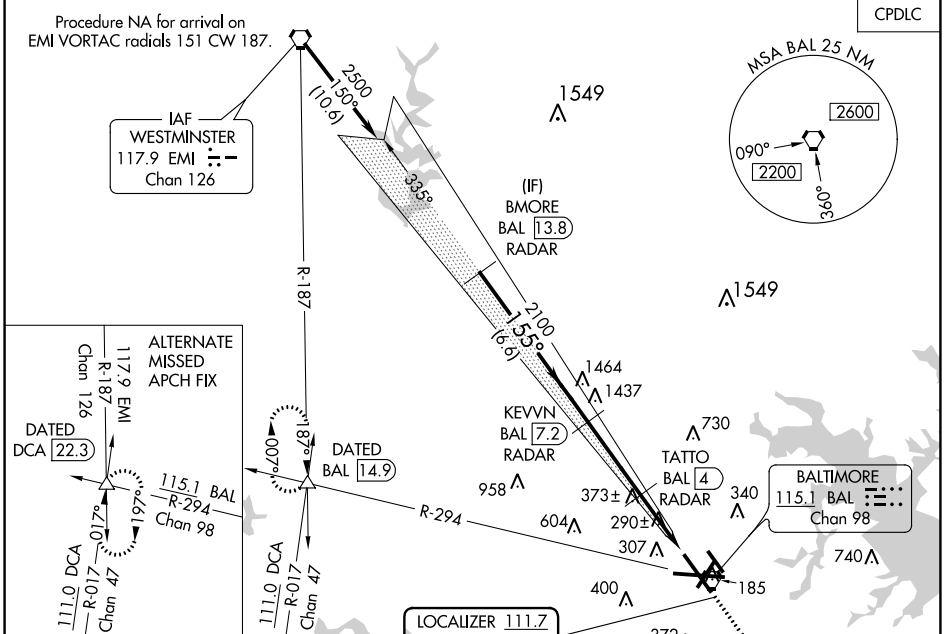 Procedure NA for arrival on
EMI VORTAC radials 151 CW 187.
CPDLC
IAF
WESTMINSTER
117.9 EMI
Chan 126
2500
150°
(10.6)
335°
1549
MSA BAL 25 NM
2600
090°
2200
360°
(IF)
BMORE
BAL 13.8
RADAR
R-187
2100
155°
(6.6)
1549
1464
1437
ALTERNATE
MISSED
APCH FIX
117.9 EMI
R-187
Chan 126
DATED
DCA 22.3
115.1 BAL
R-294
Chan 98
017°
197°
111.0 DCA
R-017
Chan 47
187°
007°
DATED
BAL 14.9
R-294
111.0 DCA
R-017
Chan 47
KEVVN
BAL 7.2
RADAR
730
TATTO
BAL 4
RADAR
958
373±
340
604
290±
307
BALTIMORE
115.1 BAL
Chan 98
740
400
185
LOCALIZER 111.7